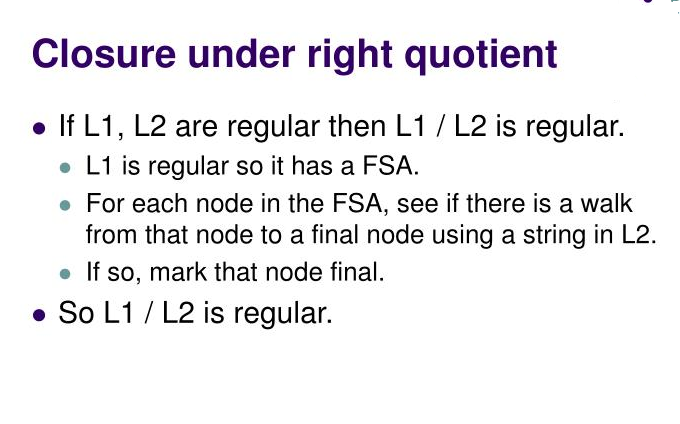 Closure under right quotient
If L1, L2 are regular then L1 / L2 is regular.
L1 is regular so it has a FSA.
For each node in the FSA, see if there is a walk
from that node to a final node using a string in L2.
If so, mark that node final.
So L1 / L2 is regular.